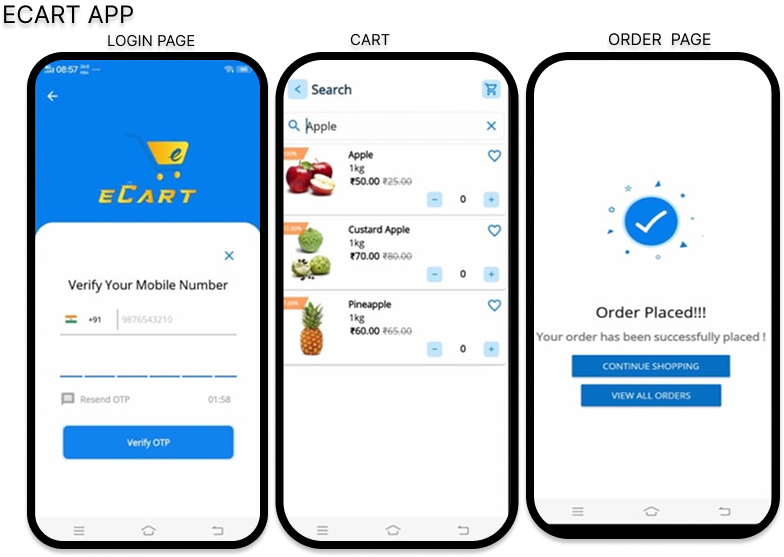 ECART APP
LOGIN PAGE
CART
ORDER PAGE
08:57
e
eCART
Verify Your Mobile Number
+91 9876543210
Resend OTP 01:58
Verify OTP
< Search
Apple
Apple
1kg
₹50.00 ₹25.00
− 0 +
Custard Apple
1kg
₹70.00 ₹80.00
− 0 +
Pineapple
1kg
₹60.00 ₹65.00
− 0 +
Order Placed!!!
Your order has been successfully placed !
CONTINUE SHOPPING
VIEW ALL ORDERS